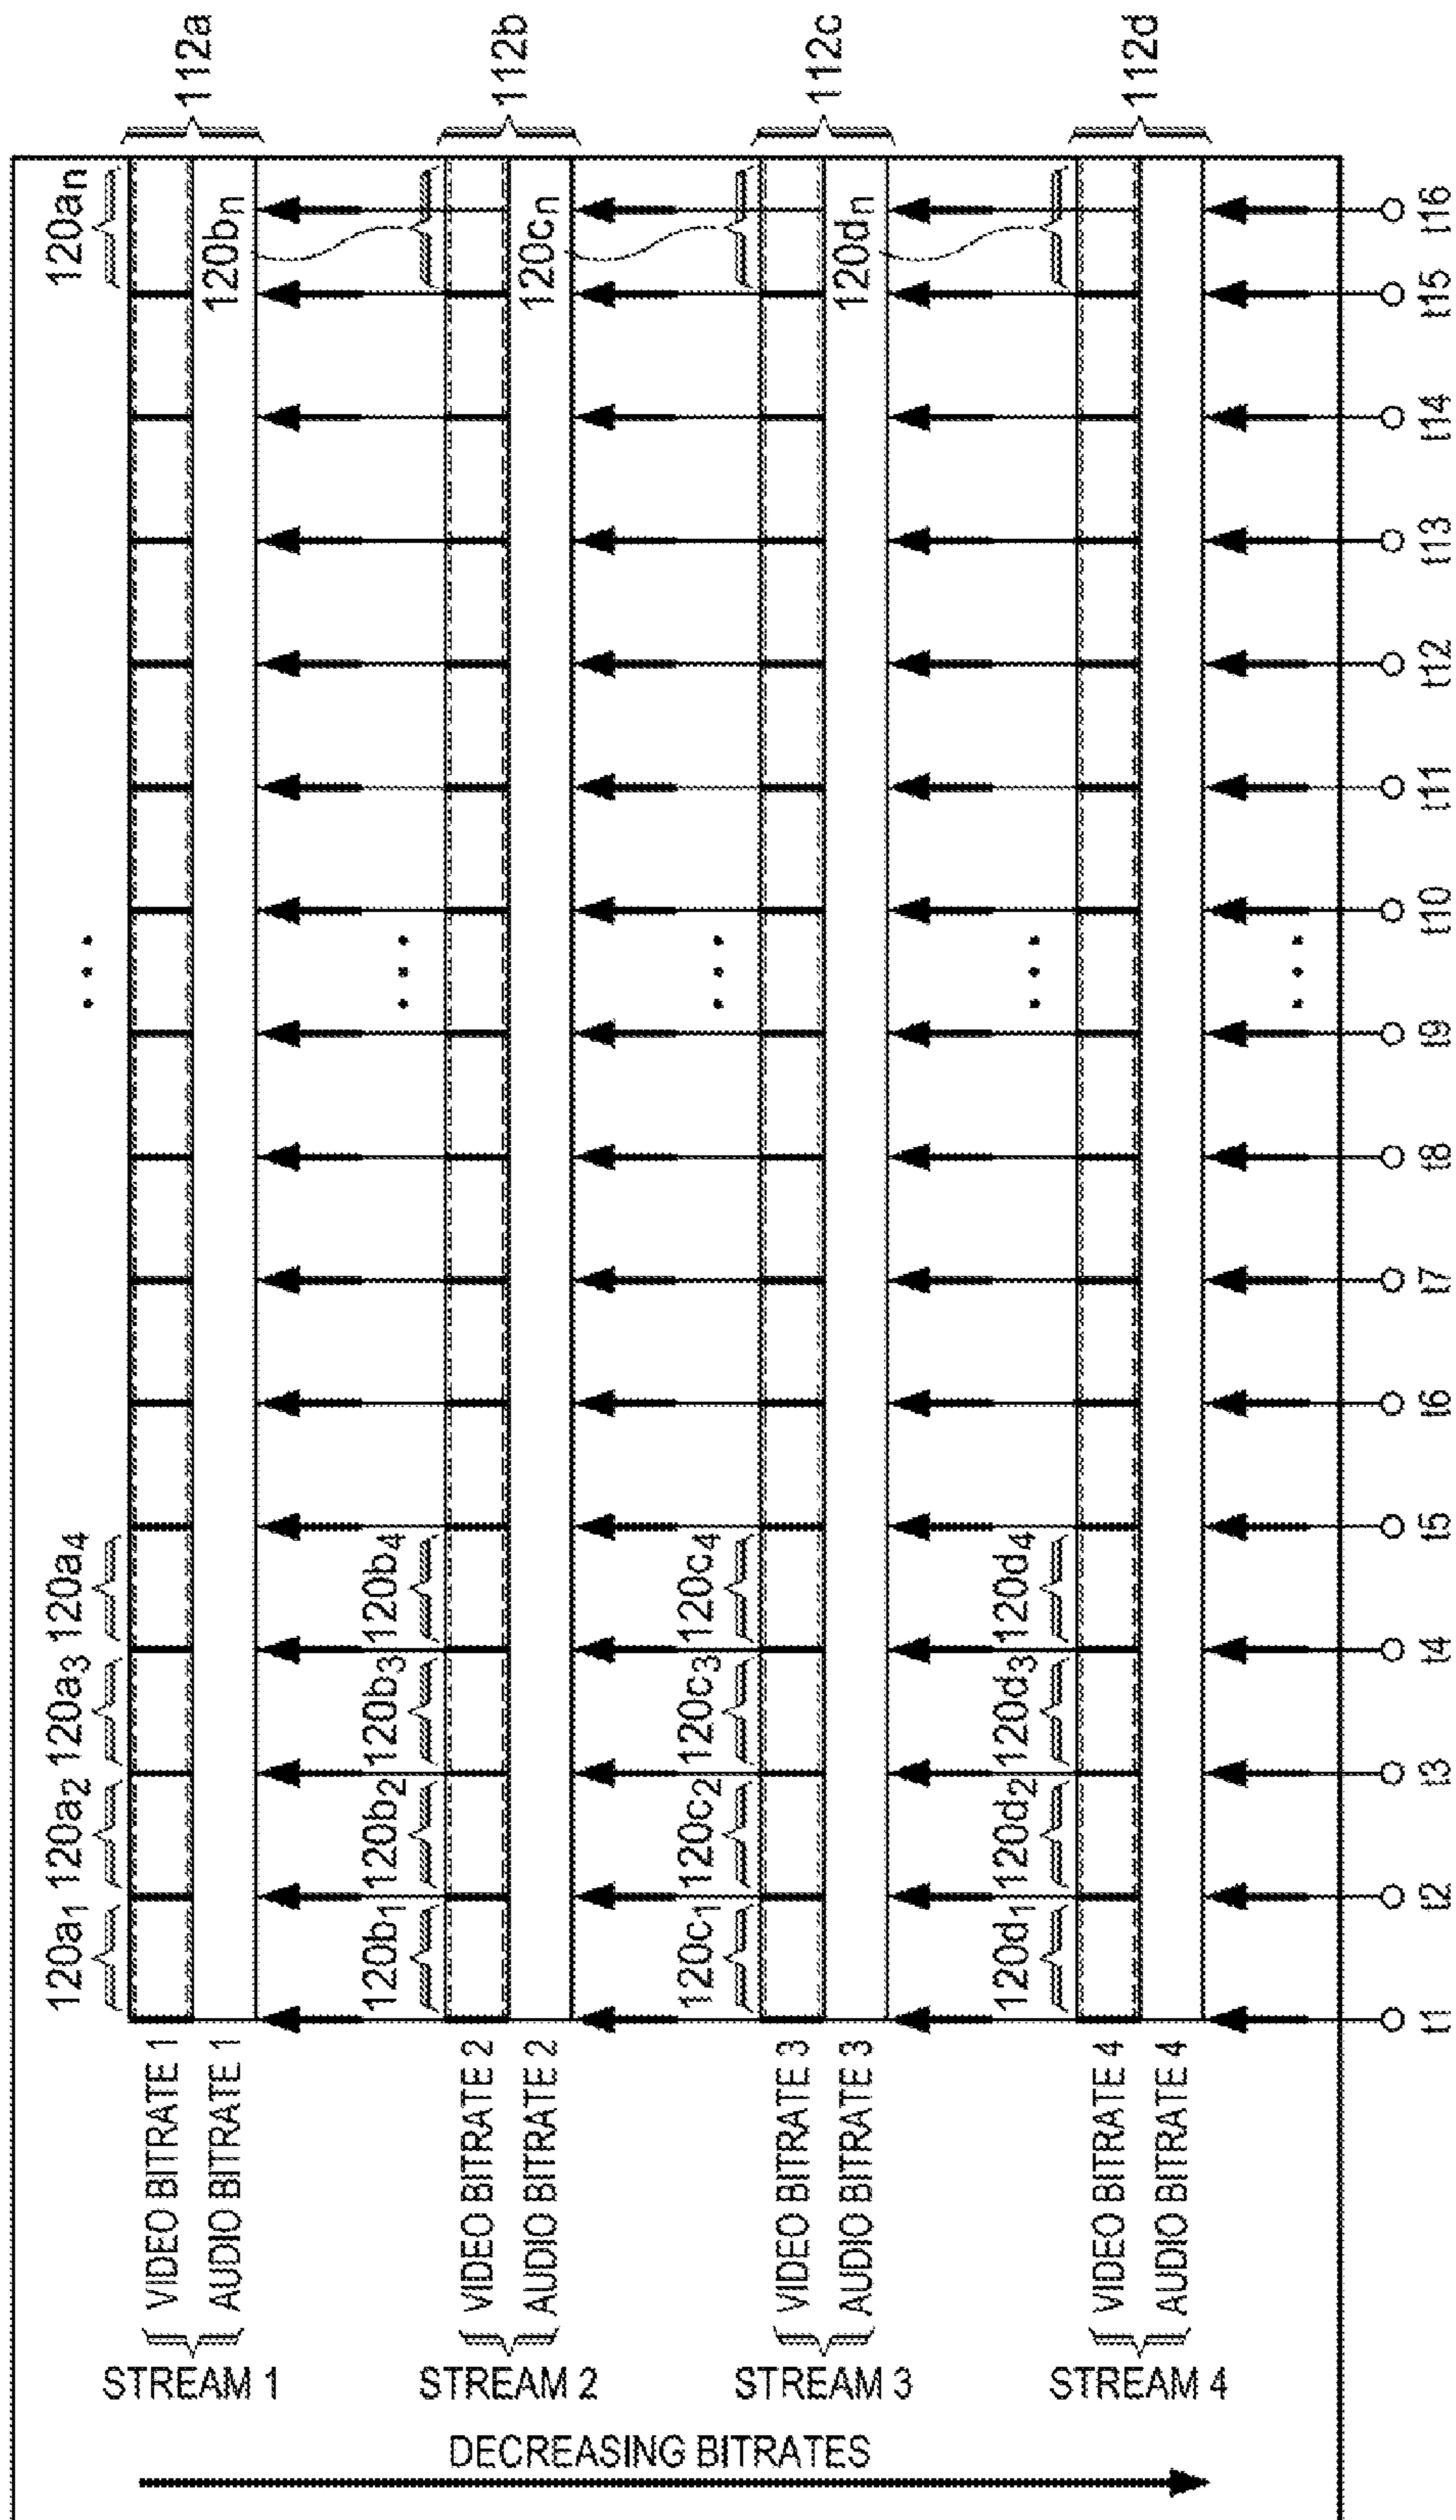 120a1 120a2 120a3 120a4 ... 120an
STREAM 1
VIDEO BITRATE 1
AUDIO BITRATE 1
112a
120b1 120b2 120b3 120b4 ... 120bn
STREAM 2
VIDEO BITRATE 2
AUDIO BITRATE 2
112b
120c1 120c2 120c3 120c4 ... 120cn
STREAM 3
VIDEO BITRATE 3
AUDIO BITRATE 3
112c
120d1 120d2 120d3 120d4 ... 120dn
STREAM 4
VIDEO BITRATE 4
AUDIO BITRATE 4
112d
...
DECREASING BITRATES
t1 t2 t3 t4 t5 t6 t7 t8 t9 t10 t11 t12 t13 t14 t15 t16